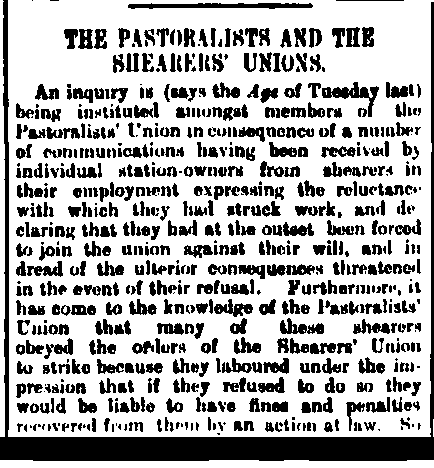 THE PASTORALISTS AND THE
SHEARERS' UNIONS.
An inquiry is (says the Age of Tuesday last)
being instituted amongst members of the
Pastoralists' Union in consequence of a number
of communications having been received by
individual station-owners from shearers in
their employment expressing the reluctance
with which they had struck work, and de
claring that they had at the outset been forced
to join the union against their will, and in
dread of the ulterior consequences threatened
in the event of their refusal. Furthermore, it
has come to the knowledge of the Pastoralists'
Union that many of these shearers
obeyed the orders of the Shearers' Union
to strike because they laboured under the im-
pression that if they refused to do so they
would be liable to have fines and penalties
recovered from them by an action at law. So